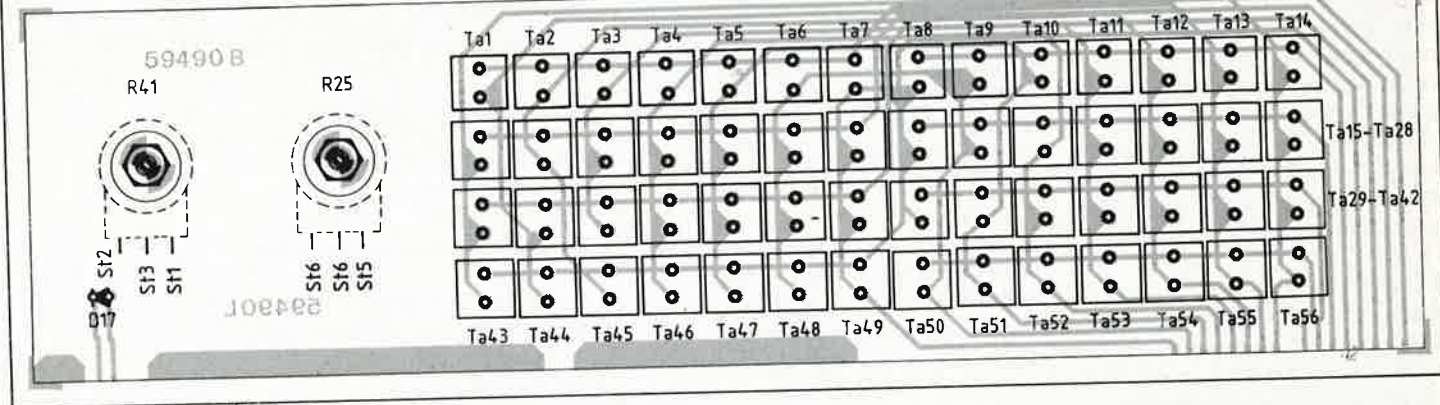 Ta1 Ta2 Ta3 Ta4 Ta5 Ta6 Ta7 Ta8 Ta9 Ta10 Ta11 Ta12 Ta13 Ta14
59490B
R41 R25
Ta15-Ta28
Ta29-Ta42
St2 St3 St1
St6 St6 St5
D17
59490L
Ta43 Ta44 Ta45 Ta46 Ta47 Ta48 Ta49 Ta50 Ta51 Ta52 Ta53 Ta54 Ta55 Ta56